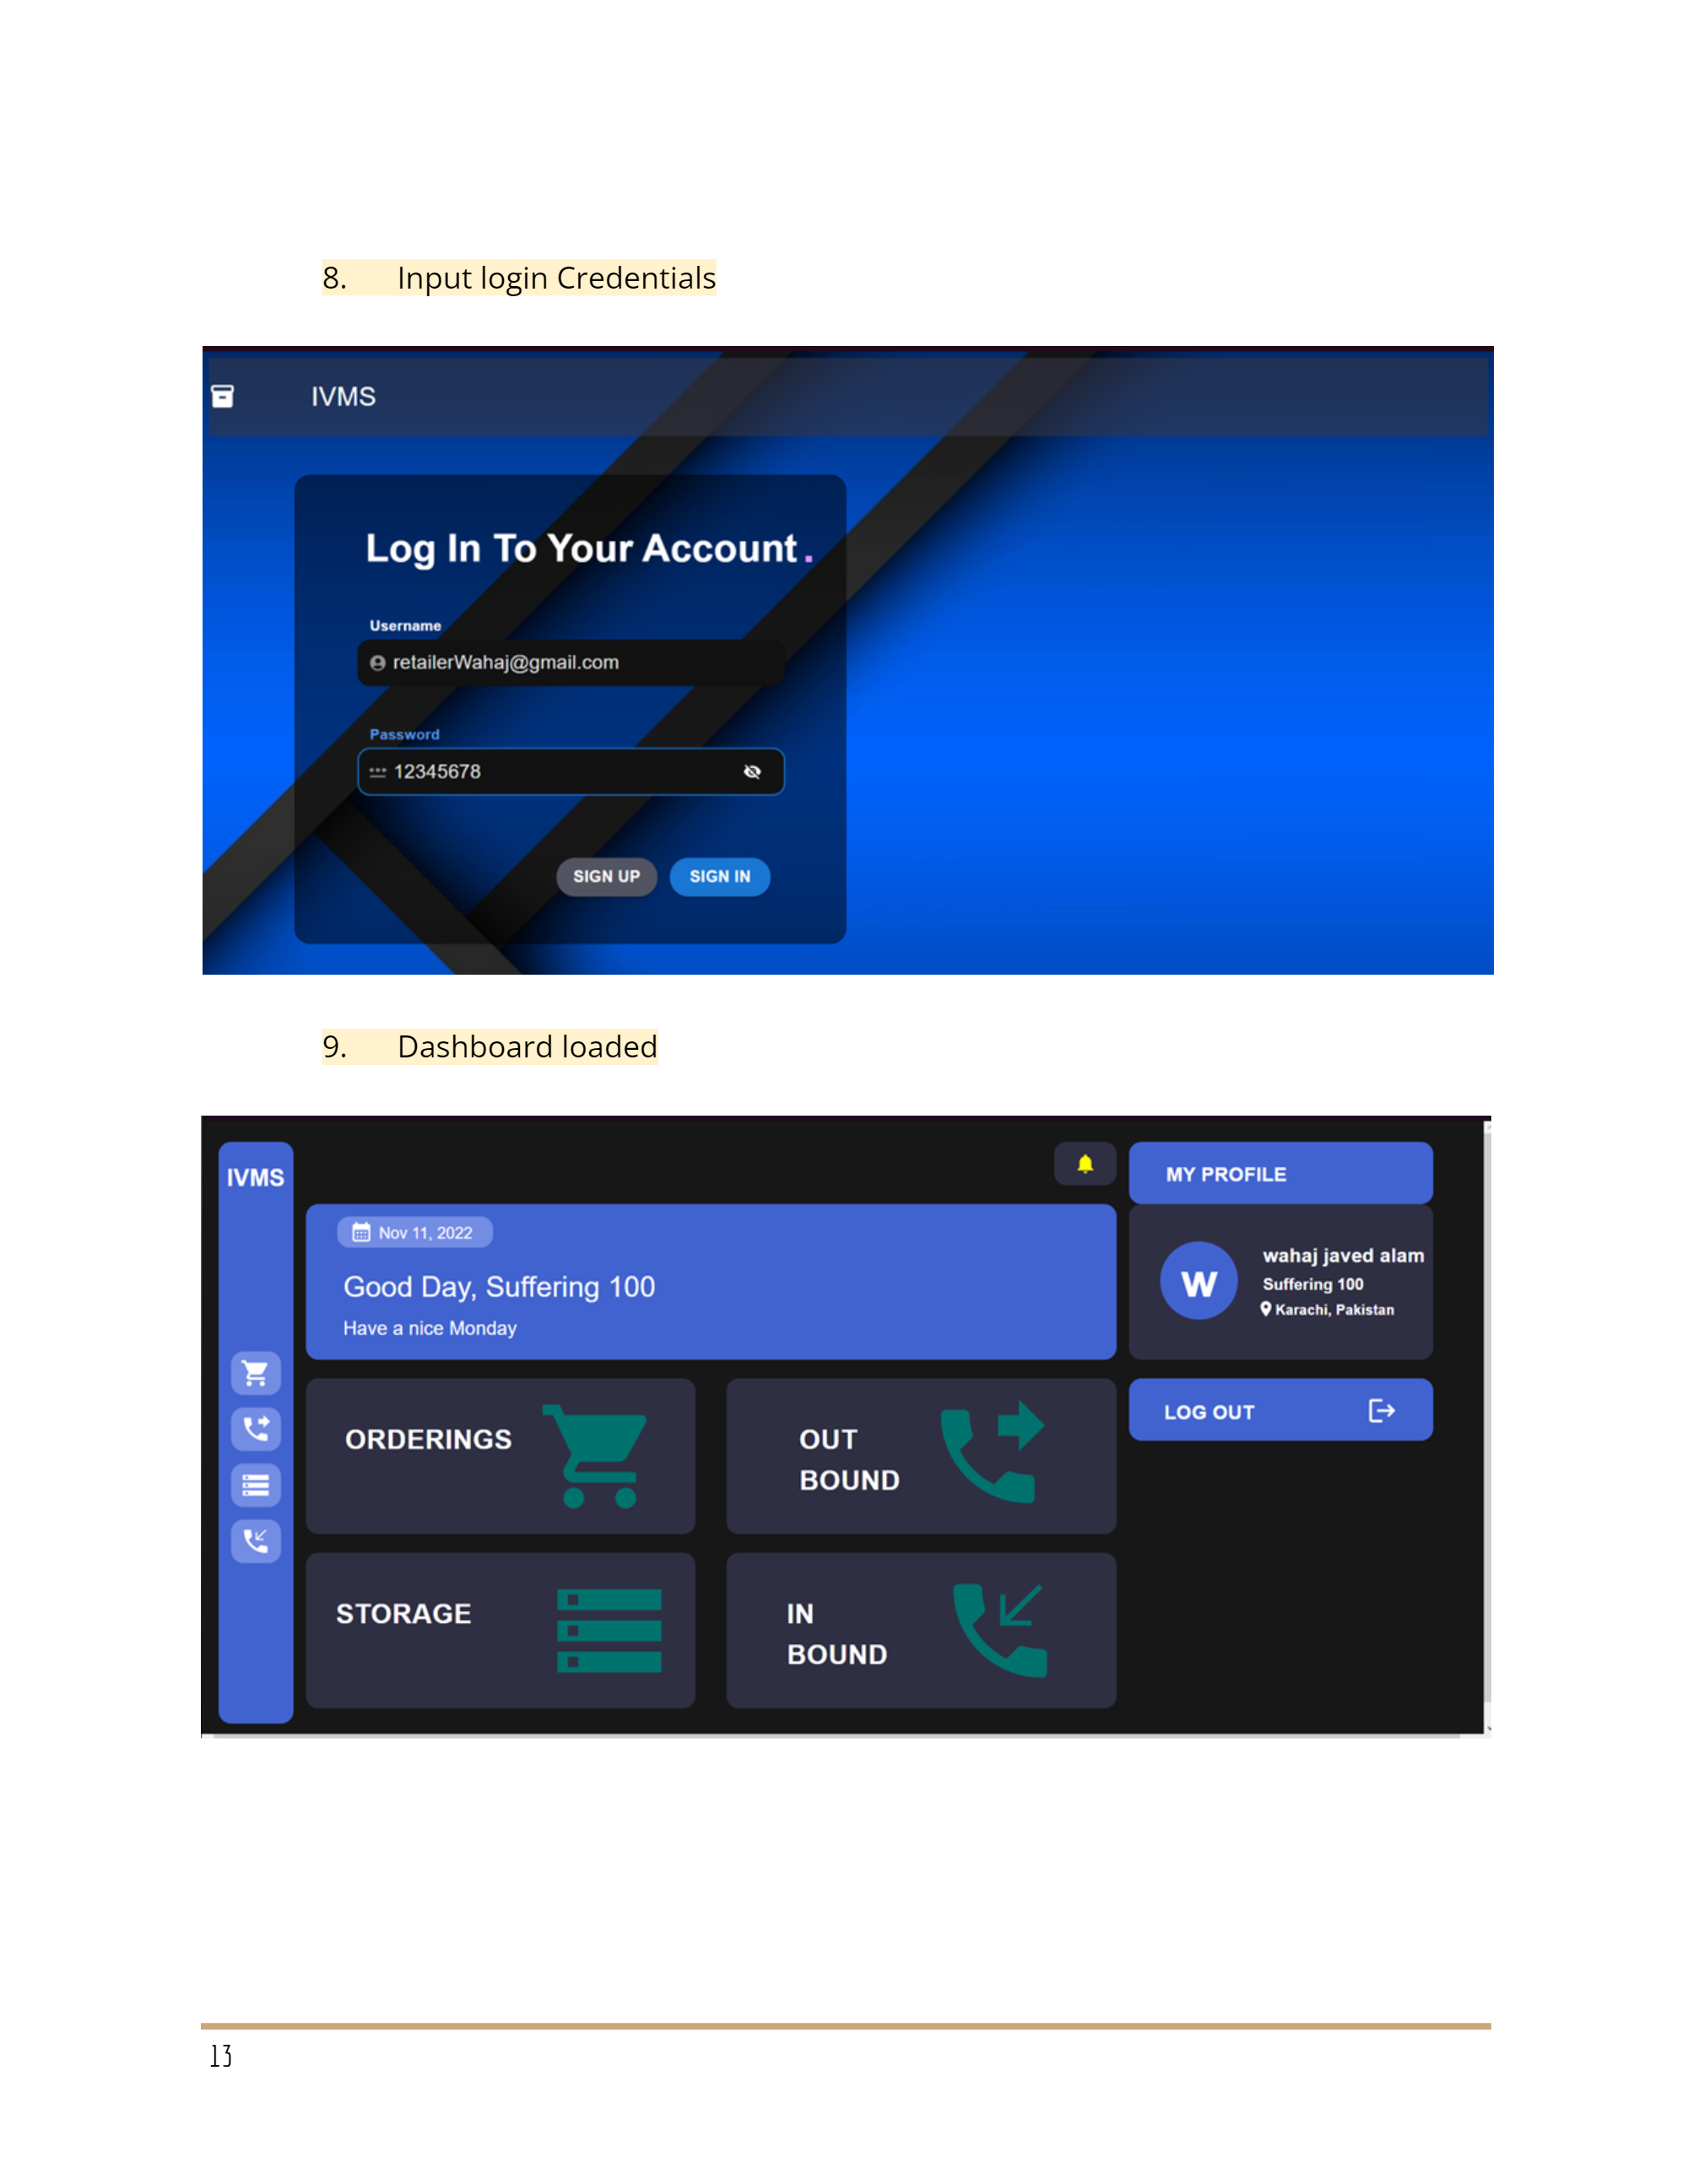 8. Input login Credentials
IVMS
Log In To Your Account.
Username
retailerWahaj@gmail.com
Password
12345678
SIGN UP SIGN IN
9. Dashboard loaded
IVMS
MY PROFILE
Nov 11, 2022
Good Day, Suffering 100
Have a nice Monday
W
wahaj javed alam
Suffering 100
Karachi, Pakistan
LOG OUT
ORDERINGS
OUT
BOUND
STORAGE
IN
BOUND
13